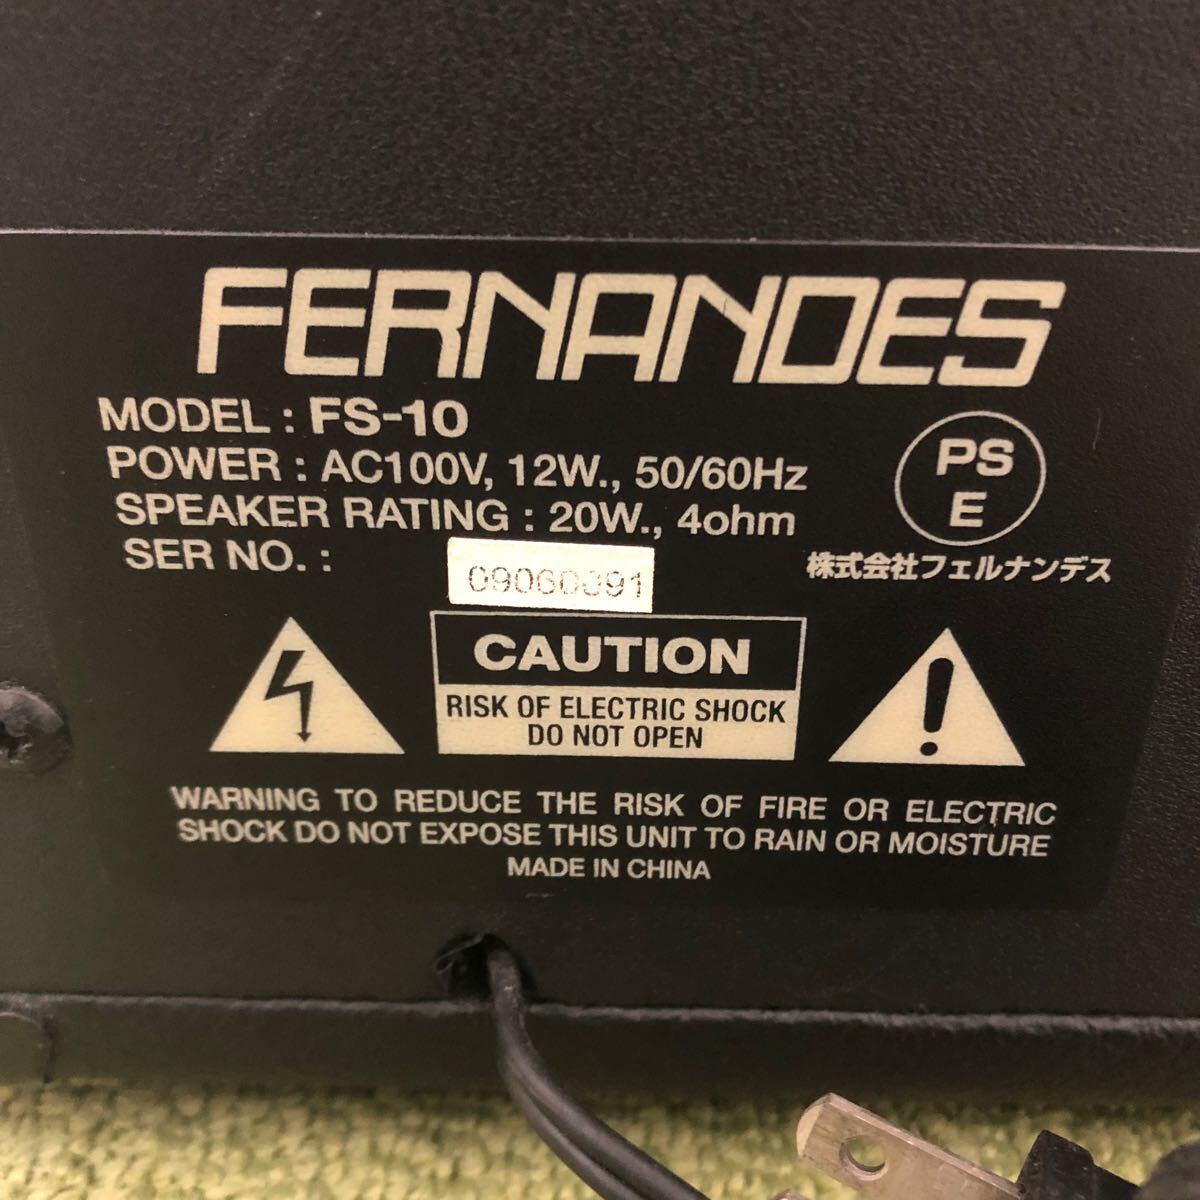 FERNANDES
MODEL : FS-10
POWER : AC100V, 12W., 50/60Hz
SPEAKER RATING : 20W., 4ohm
SER NO. :
PS
E
株式会社フェルナンデス
CAUTION
RISK OF ELECTRIC SHOCK
DO NOT OPEN
WARNING TO REDUCE THE RISK OF FIRE OR ELECTRIC
SHOCK DO NOT EXPOSE THIS UNIT TO RAIN OR MOISTURE
MADE IN CHINA